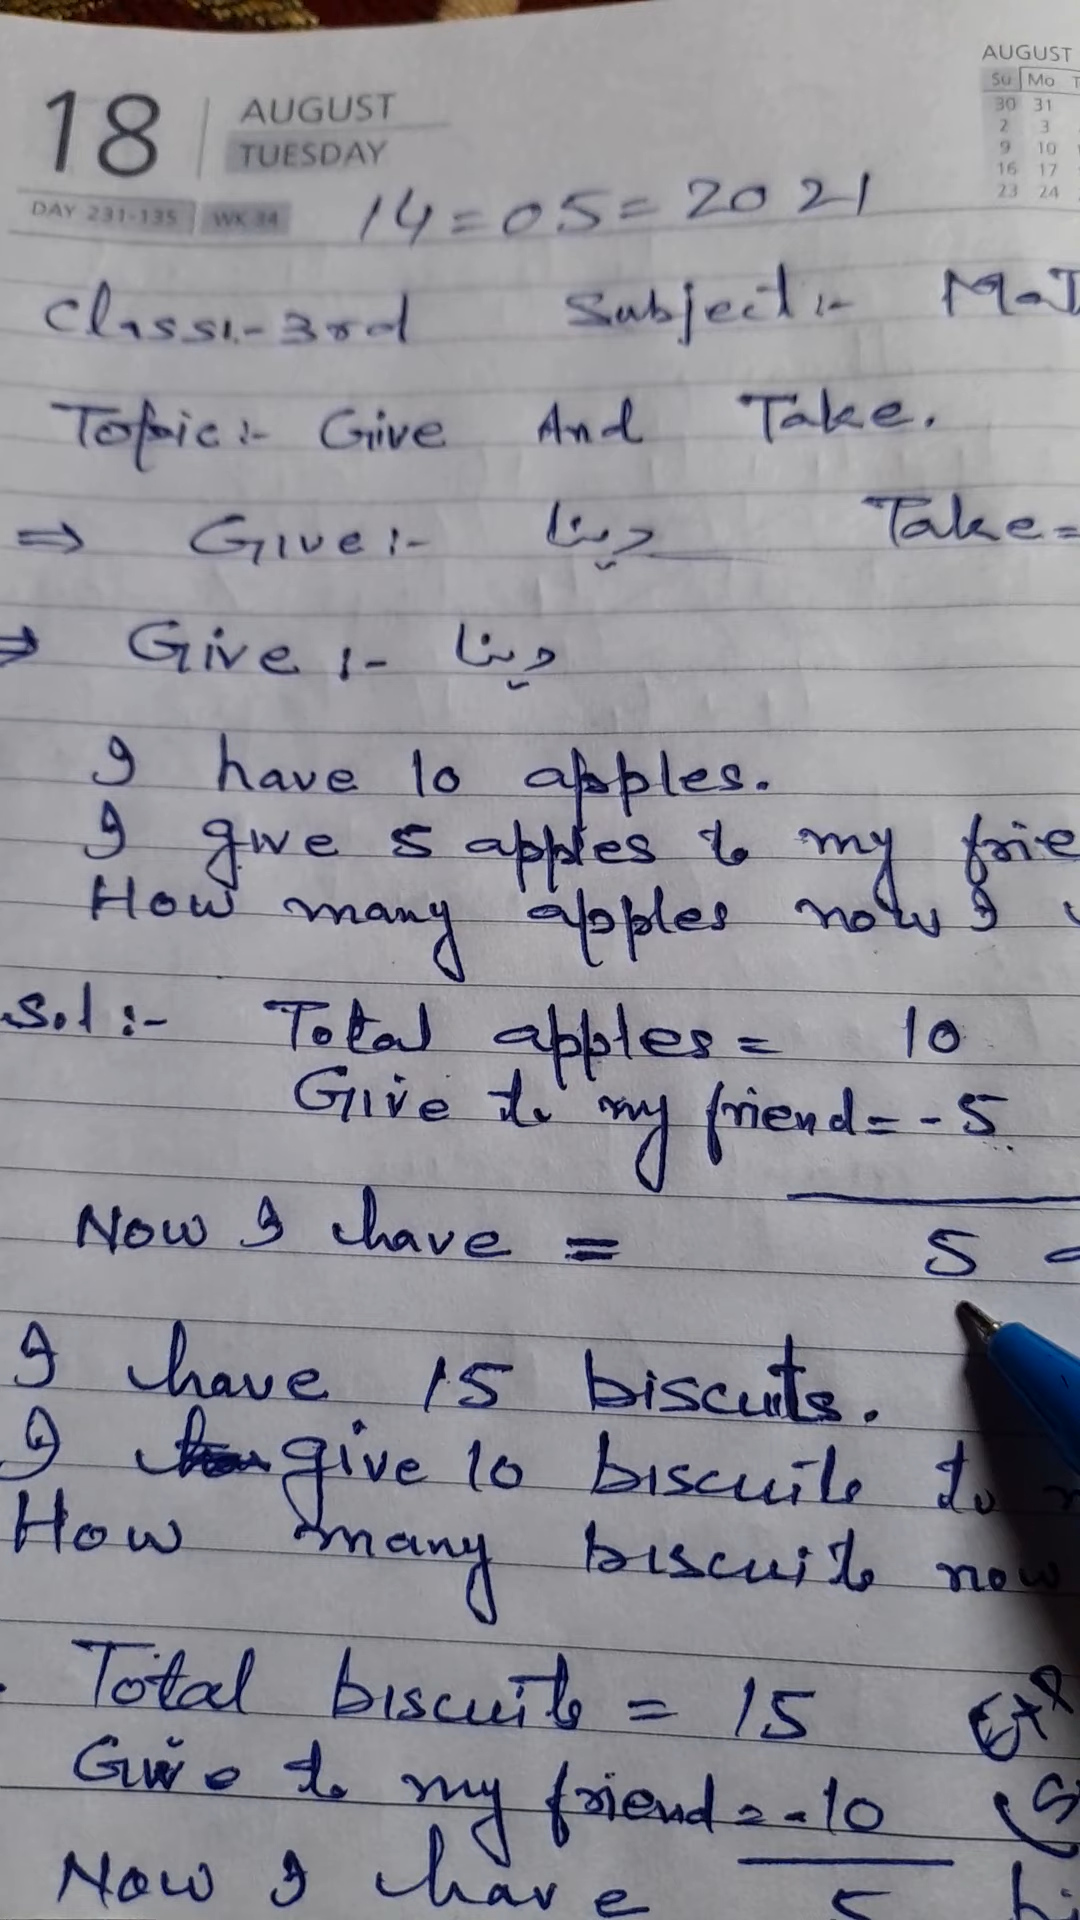 18 AUGUST
TUESDAY
DAY 231-135 WK 34
AUGUST
Su Mo T
30 31
2 3
9 10
16 17
23 24
14=05=2021
Class:-3rd Subject:-
Topic:- Give And Take.
⇒ Give:- دینا Take=
⇒ Give:- دینا
I have 10 apples.
I give 5 apples to my frie
How many apples now I
Sol:- Total apples= 10
Give to my friend= -5
Now I have = 5
I have 15 biscuits.
I give 10 biscuits to
How many biscuits now
Total biscuits = 15
Give to my friend = -10
Now I have 5 bi